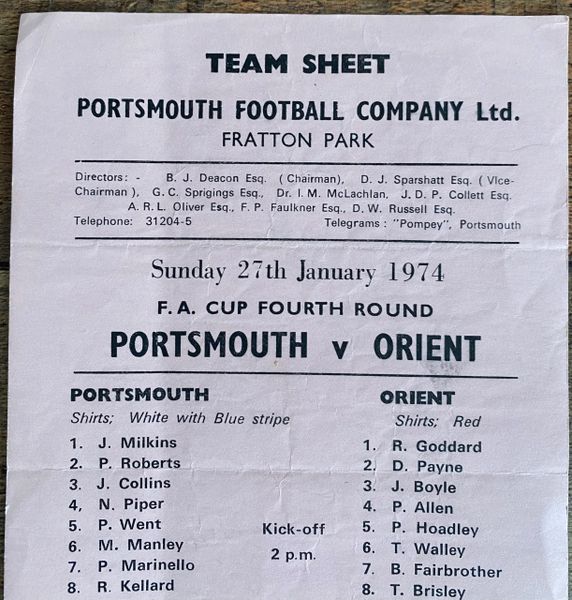 TEAM SHEET
PORTSMOUTH FOOTBALL COMPANY Ltd.
FRATTON PARK
Directors: - B. J. Deacon Esq. ( Chairman), D. J. Sparshatt Esq. ( Vice-
Chairman ), G. C. Sprigings Esq., Dr. I. M. McLachlan, J. D. P. Collett Esq.
A. R. L. Oliver Esq., F. P. Faulkner Esq., D. W. Russell Esq.
Telephone: 31204-5 Telegrams : "Pompey", Portsmouth
Sunday 27th January 1974
F. A. CUP FOURTH ROUND
PORTSMOUTH v ORIENT
PORTSMOUTH
Shirts; White with Blue stripe
1. J. Milkins
2. P. Roberts
3. J. Collins
4, N. Piper
5. P. Went
6. M. Manley
7. P. Marinello
8. R. Kellard
Kick-off
2 p.m.
ORIENT
Shirts; Red
1. R. Goddard
2. D. Payne
3. J. Boyle
4. P. Allen
5. P. Hoadley
6. T. Walley
7. B. Fairbrother
8. T. Brisley